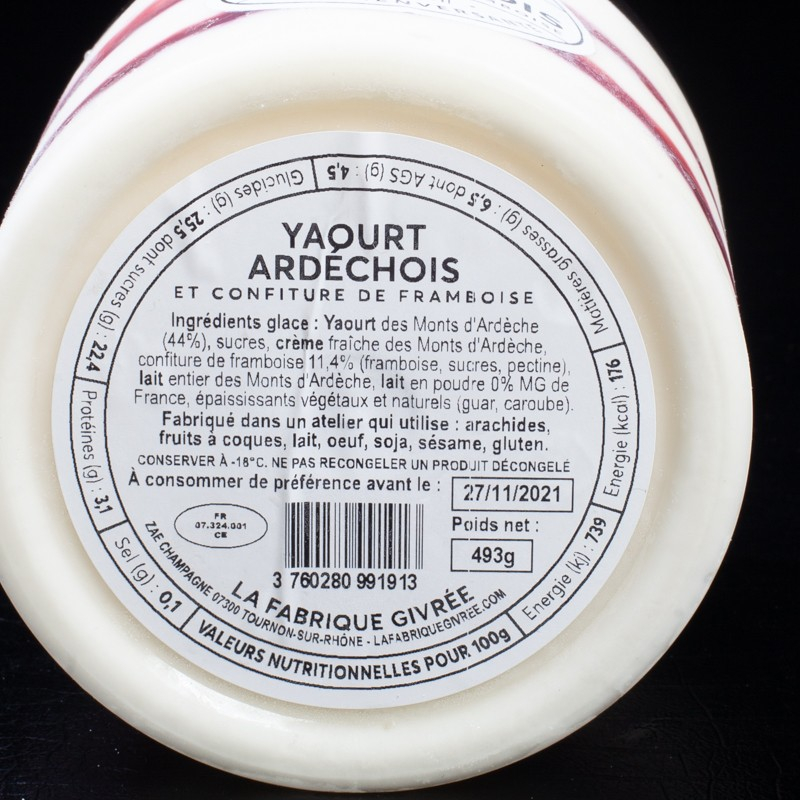 YAOURT
ARDÉCHOIS
ET CONFITURE DE FRAMBOISE
Ingrédients glace : Yaourt des Monts d'Ardèche
(44%), sucres, crème fraîche des Monts d'Ardèche,
confiture de framboise 11,4% (framboise, sucres, pectine),
lait entier des Monts d'Ardèche, lait en poudre 0% MG de
France, épaississants végétaux et naturels (guar, caroube).
Fabriqué dans un atelier qui utilise : arachides,
fruits à coques, lait, oeuf, soja, sésame, gluten.
CONSERVER À -18°C. NE PAS RECONGELER UN PRODUIT DÉCONGELÉ
À consommer de préférence avant le : 27/11/2021
FR
07.324.001
CE
Poids net :
493g
3 760280 991913
LA FABRIQUE GIVRÉE
ZAE CHAMPAGNE 07300 TOURNON-SUR-RHÔNE - LAFABRIQUEGIVREE.COM
VALEURS NUTRITIONNELLES POUR 100g
Energie (kj) : 739
Energie (kcal) : 176
Matières grasses (g) : 6,5 dont AGS (g) : 4,5
Glucides (g) : 25,5 dont sucres (g) : 22,4
Protéines (g) : 3,1
Sel (g) : 0,1